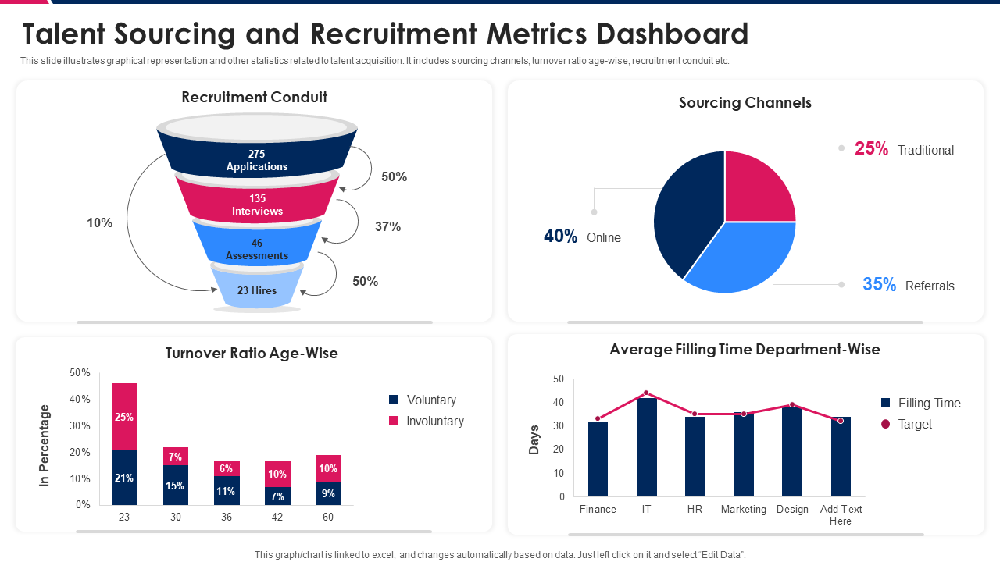 Talent Sourcing and Recruitment Metrics Dashboard
This slide illustrates graphical representation and other statistics related to talent acquisition. It includes sourcing channels, turnover ratio age-wise, recruitment conduit etc.
Recruitment Conduit
275
Applications
135
Interviews
46
Assessments
23 Hires
10%
50%
37%
50%
Sourcing Channels
25% Traditional
40% Online
35% Referrals
Turnover Ratio Age-Wise
In Percentage
50%
40%
30%
20%
10%
0%
25%
21%
7%
15%
6%
11%
10%
7%
10%
9%
23 30 36 42 60
Voluntary
Involuntary
Average Filling Time Department-Wise
Days
50
40
30
20
10
0
Finance IT HR Marketing Design Add Text
Here
Filling Time
Target
This graph/chart is linked to excel, and changes automatically based on data. Just left click on it and select “Edit Data”.